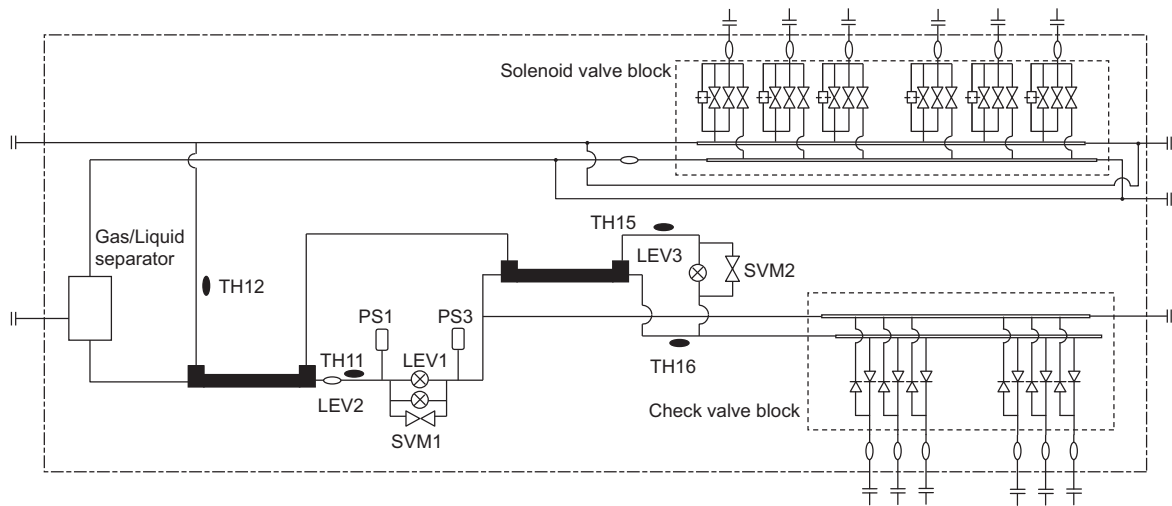 Solenoid valve block
Gas/Liquid
separator
TH15
LEV3
TH12
SVM2
PS1
PS3
TH11
LEV1
TH16
LEV2
Check valve block
SVM1